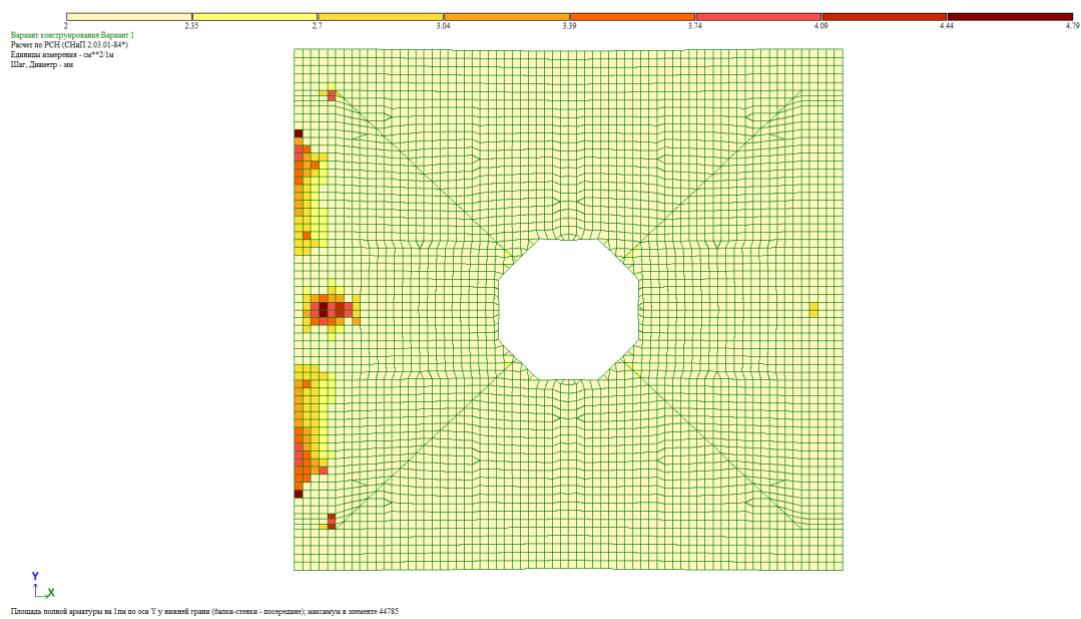 2 2.35 2.7 3.04 3.39 3.74 4.09 4.44 4.79
Вариант конструирования:Вариант 1
Расчет по РСН (СНиП 2.03.01-84*)
Единицы измерения - см**2/1м
Шаг, Диаметр - мм
Y
X
Площадь полной арматуры на 1пм по оси Y у нижней грани (балки-стенки - посередине); максимум в элементе 44785